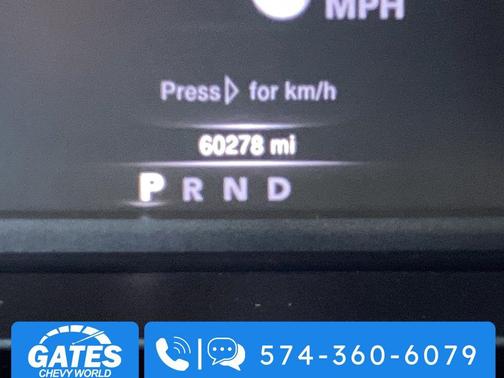 MPH
Press▷ for km/h
60278 mi
P R N D
GATES
CHEVY WORLD
574-360-6079